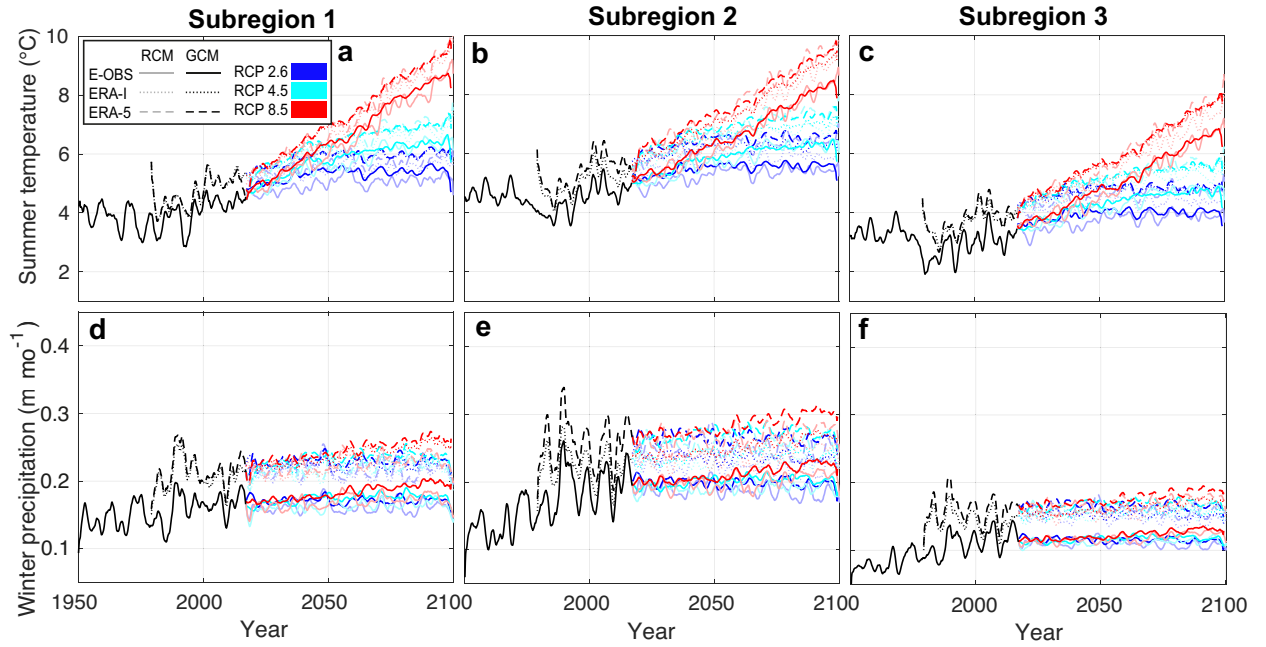 Subregion 1
Subregion 2
Subregion 3
Summer temperature (°C)
10
8
6
4
2
a
b
c
RCM GCM
E-OBS
ERA-I
ERA-5
RCP 2.6
RCP 4.5
RCP 8.5
Winter precipitation (m mo⁻¹)
0.4
0.3
0.2
0.1
d
e
f
1950 2000 2050 2100
2000 2050 2100
2000 2050 2100
Year
Year
Year